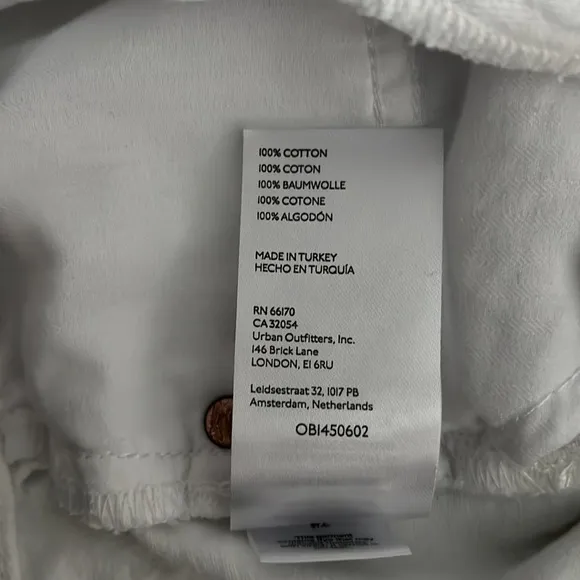 100% COTTON
100% COTON
100% BAUMWOLLE
100% COTONE
100% ALGODÓN
MADE IN TURKEY
HECHO EN TURQUÍA
RN 66170
CA 32054
Urban Outfitters, Inc.
146 Brick Lane
LONDON, E1 6RU
Leidsestraat 32, 1017 PB
Amsterdam, Netherlands
OB1450602